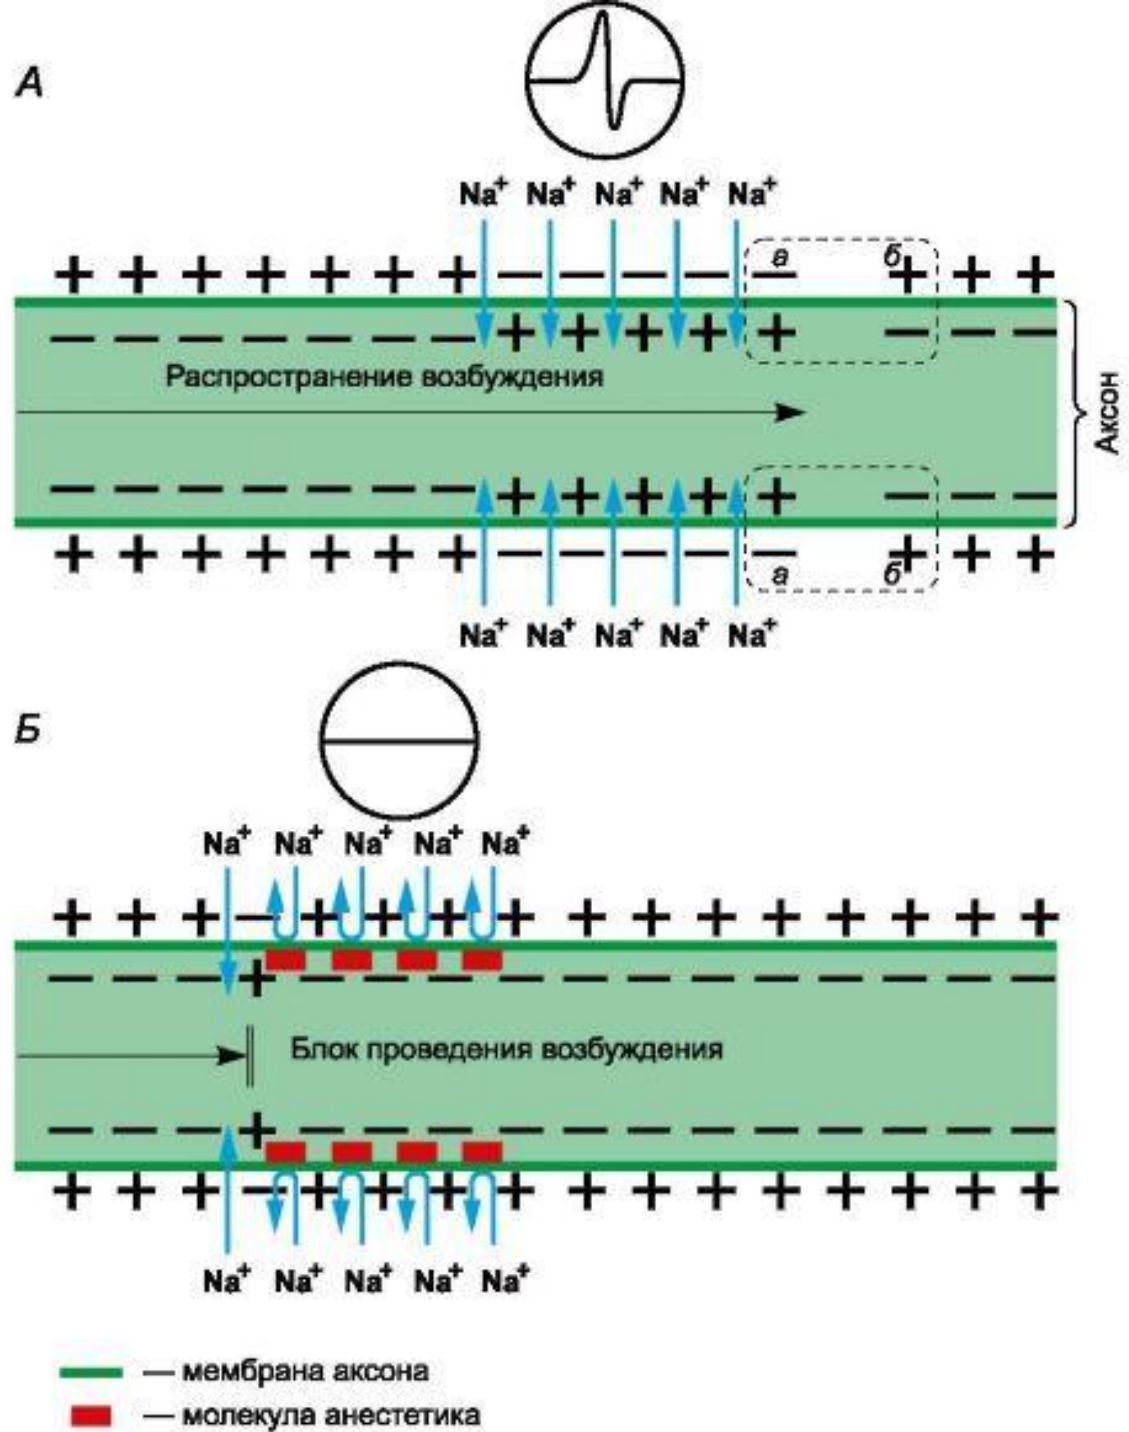 А
Na⁺ Na⁺ Na⁺ Na⁺ Na⁺
а б
+ + + + + + + — — — — — + + +
— — — — — — — + + + + + — — —
Распространение возбуждения
Аксон
— — — — — — — + + + + + — — —
+ + + + + + + — — — — — + + +
а б
Na⁺ Na⁺ Na⁺ Na⁺ Na⁺
Б
Na⁺ Na⁺ Na⁺ Na⁺ Na⁺
+ + + — + + + + + + + + + + + +
— — — + — — — — — — — — — — — —
Блок проведения возбуждения
— — — + — — — — — — — — — — — —
+ + + — + + + + + + + + + + + +
Na⁺ Na⁺ Na⁺ Na⁺ Na⁺
— мембрана аксона
— молекула анестетика